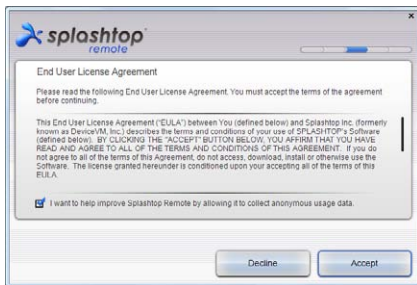 splashtop
remote
End User License Agreement
Please read the following End User License Agreement. You must accept the terms of the agreement
before continuing.
This End User License Agreement ("EULA") between You (defined below) and Splashtop Inc. (formerly
known as DeviceVM, Inc.) describes the terms and conditions of your use of SPLASHTOP's Software
(defined below). BY CLICKING THE "ACCEPT" BUTTON BELOW, YOU AFFIRM THAT YOU HAVE
READ AND AGREE TO ALL OF THE TERMS AND CONDITIONS OF THIS AGREEMENT. If you do
not agree to all of the terms of this Agreement, do not access, download, install or otherwise use the
Software. The license granted hereunder is conditioned upon your accepting all of the terms of this
EULA.
I want to help improve Splashtop Remote by allowing it to collect anonymous usage data.
Decline Accept